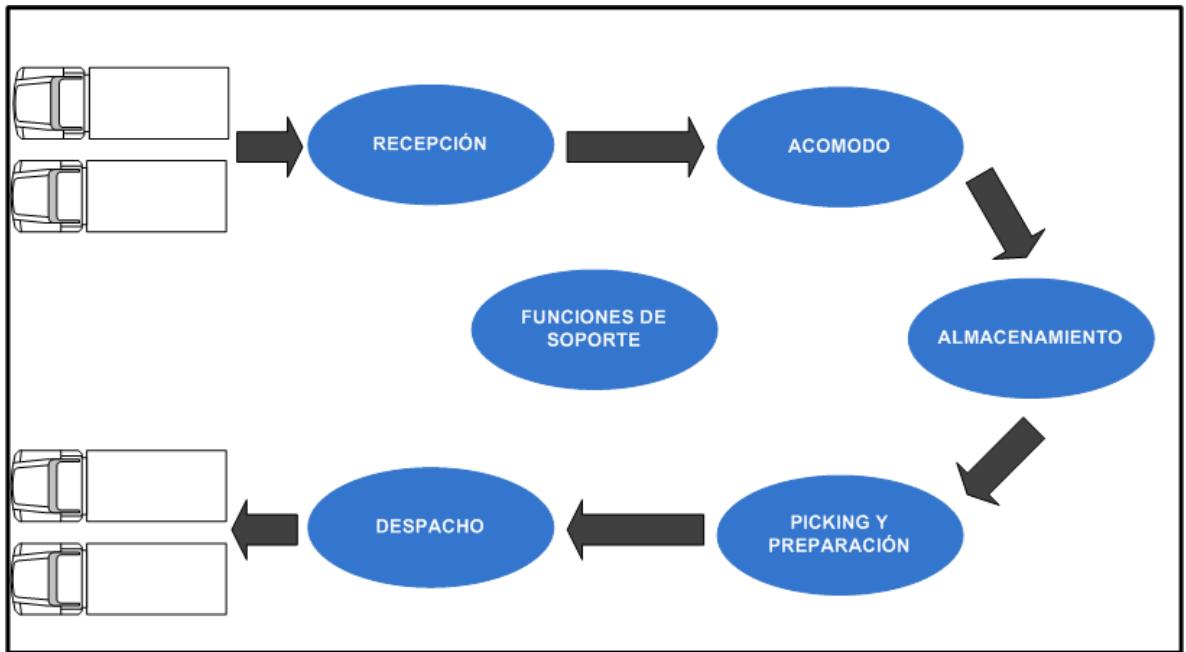 RECEPCIÓN
ACOMODO
FUNCIONES DE
SOPORTE
ALMACENAMIENTO
DESPACHO
PICKING Y
PREPARACIÓN